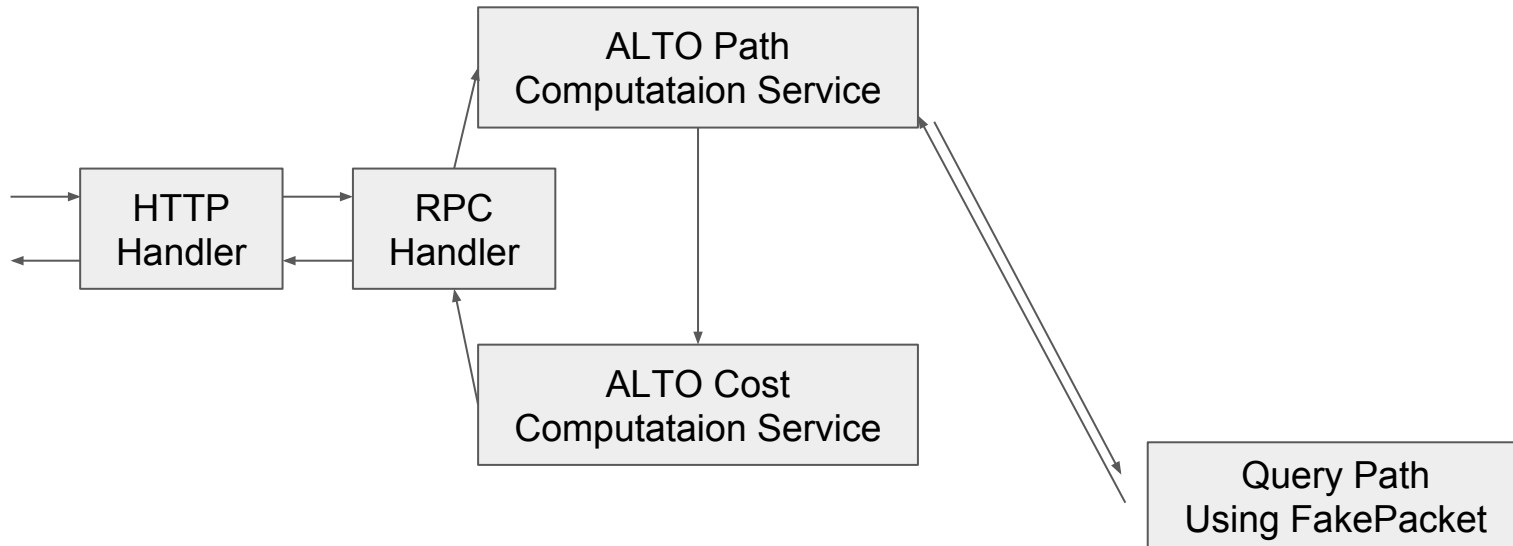 ALTO Path
Computataion Service
HTTP
Handler
RPC
Handler
ALTO Cost
Computataion Service
Query Path
Using FakePacket